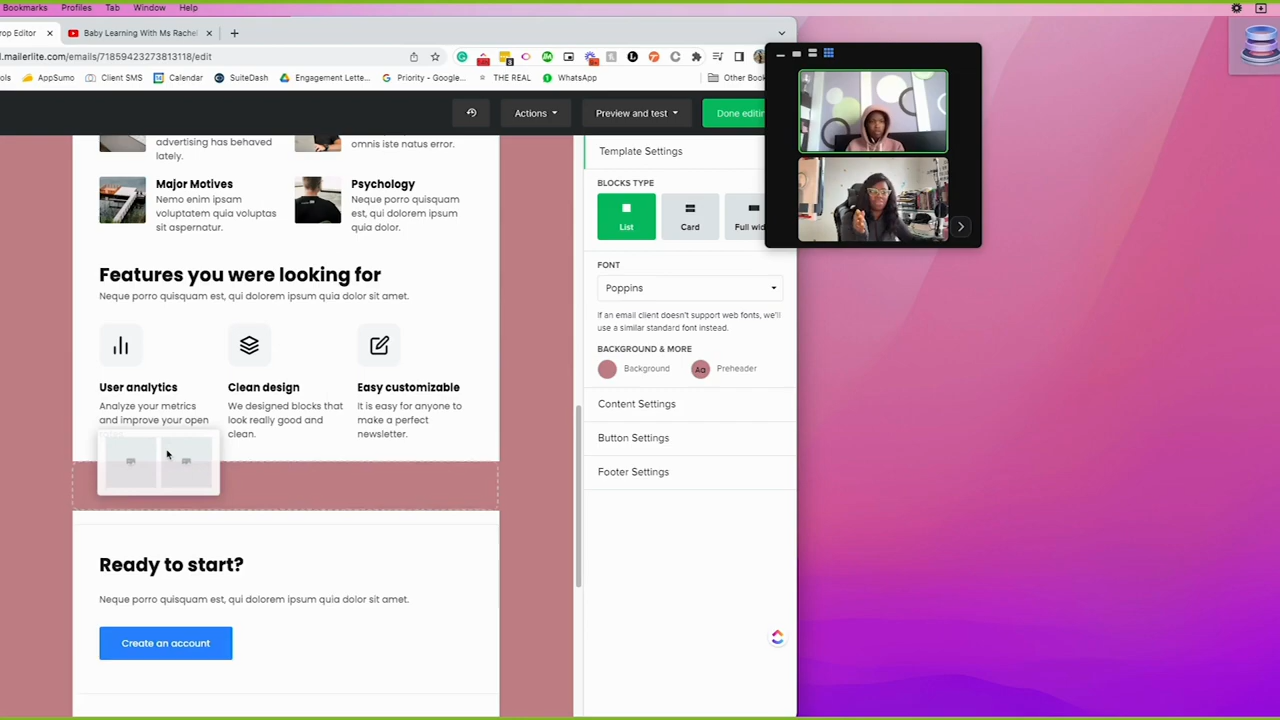 Bookmarks Profiles Tab Window Help
rop Editor
Baby Learning With Ms Rachel
l.mailerlite.com/emails/71859423273813118/edit
ols AppSumo Client SMS Calendar SuiteDash Engagement Lette... Priority - Google... THE REAL WhatsApp Other Book
Actions Preview and test Done editin
advertising has behaved
lately.
omnis iste natus error.
Major Motives
Nemo enim ipsam
voluptatem quia voluptas
sit aspernatur.
Psychology
Neque porro quisquam
est, qui dolorem ipsum
quia dolor.
Features you were looking for
Neque porro quisquam est, qui dolorem ipsum quia dolor sit amet.
User analytics
Analyze your metrics
and improve your open
Clean design
We designed blocks that
look really good and
clean.
Easy customizable
It is easy for anyone to
make a perfect
newsletter.
Ready to start?
Neque porro quisquam est, qui dolorem ipsum quia dolor sit amet.
Create an account
Template Settings
BLOCKS TYPE
List Card Full wid
FONT
Poppins
If an email client doesn't support web fonts, we'll
use a similar standard font instead.
BACKGROUND & MORE
Background Aa Preheader
Content Settings
Button Settings
Footer Settings